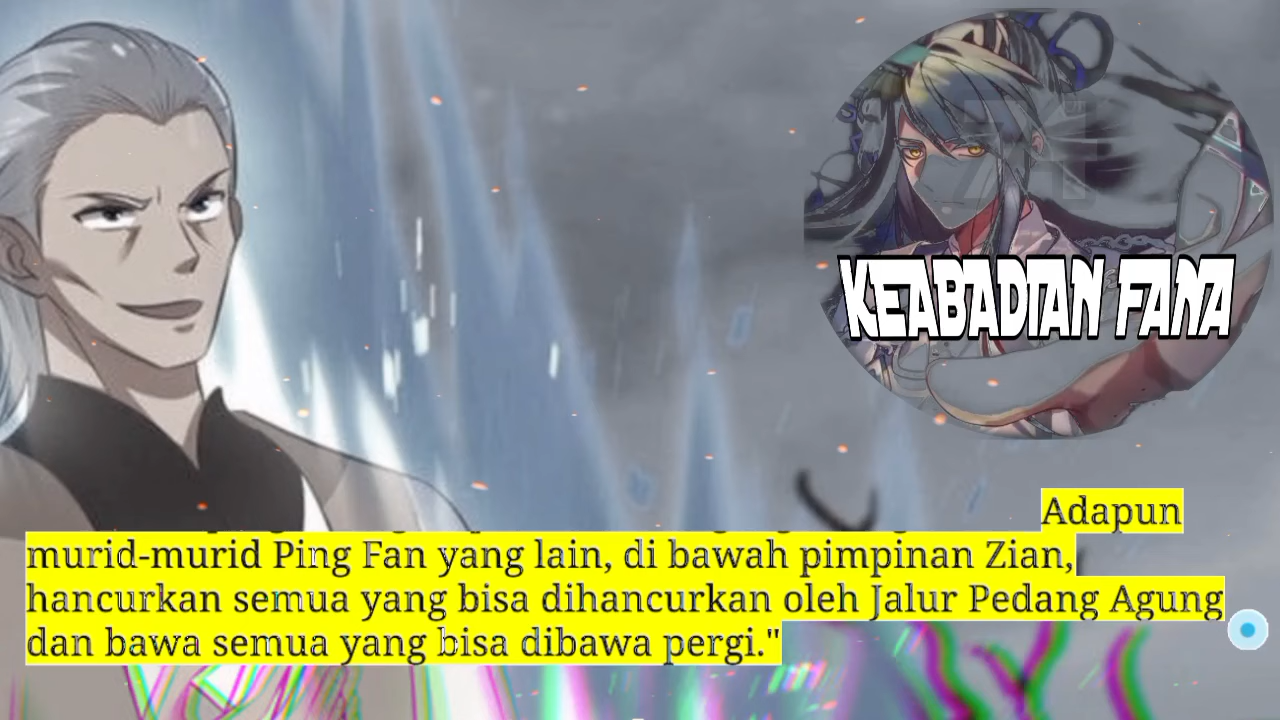 KEABADIAN FANA
Adapun
murid-murid Ping Fan yang lain, di bawah pimpinan Zian,
hancurkan semua yang bisa dihancurkan oleh Jalur Pedang Agung
dan bawa semua yang bisa dibawa pergi."